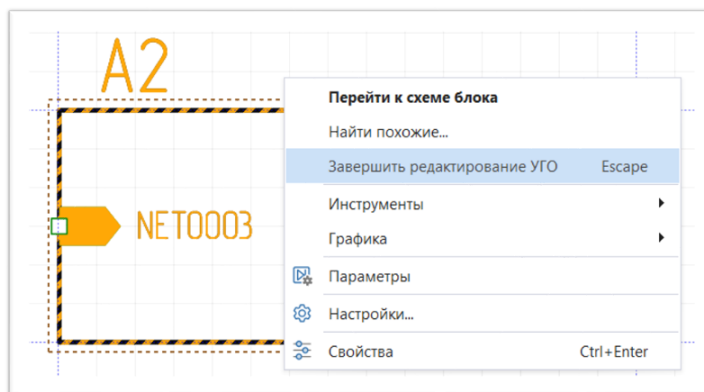 A2
NET0003
Перейти к схеме блока
Найти похожие...
Завершить редактирование УГО Escape
Инструменты
Графика
Параметры
Настройки...
Свойства Ctrl+Enter